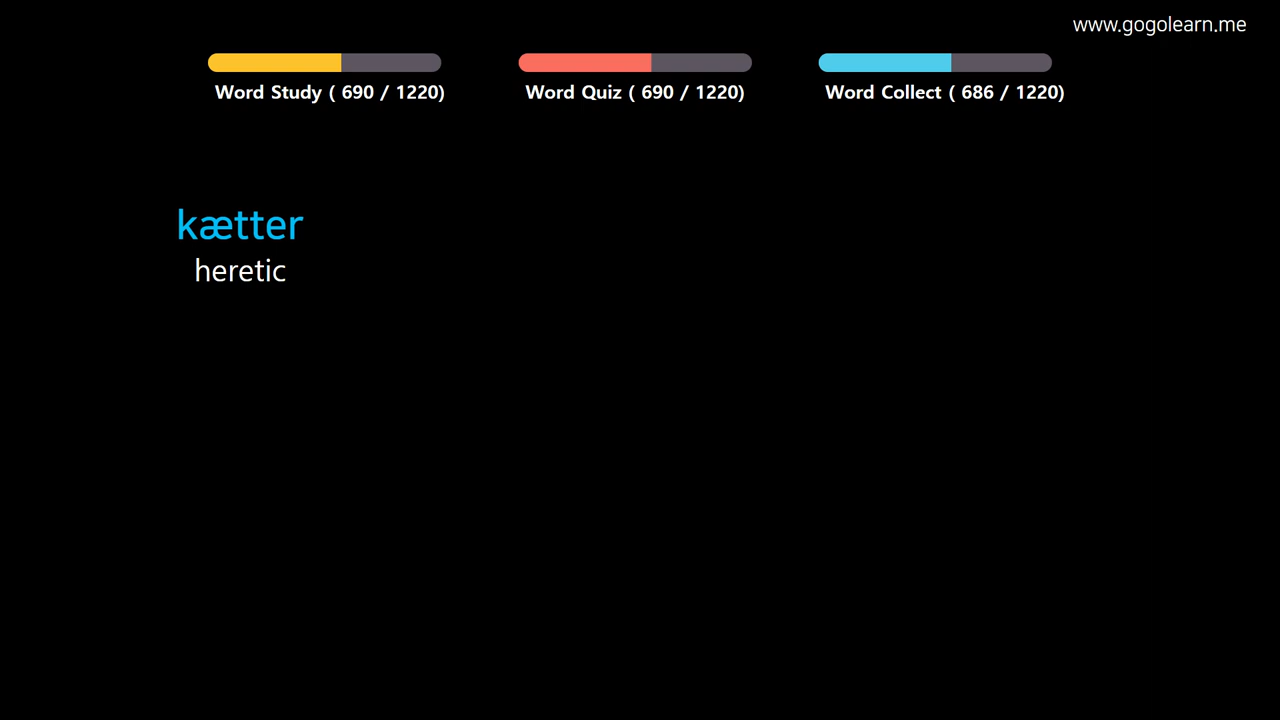 www.gogolearn.me
Word Study ( 690 / 1220)
Word Quiz ( 690 / 1220)
Word Collect ( 686 / 1220)
kætter
heretic